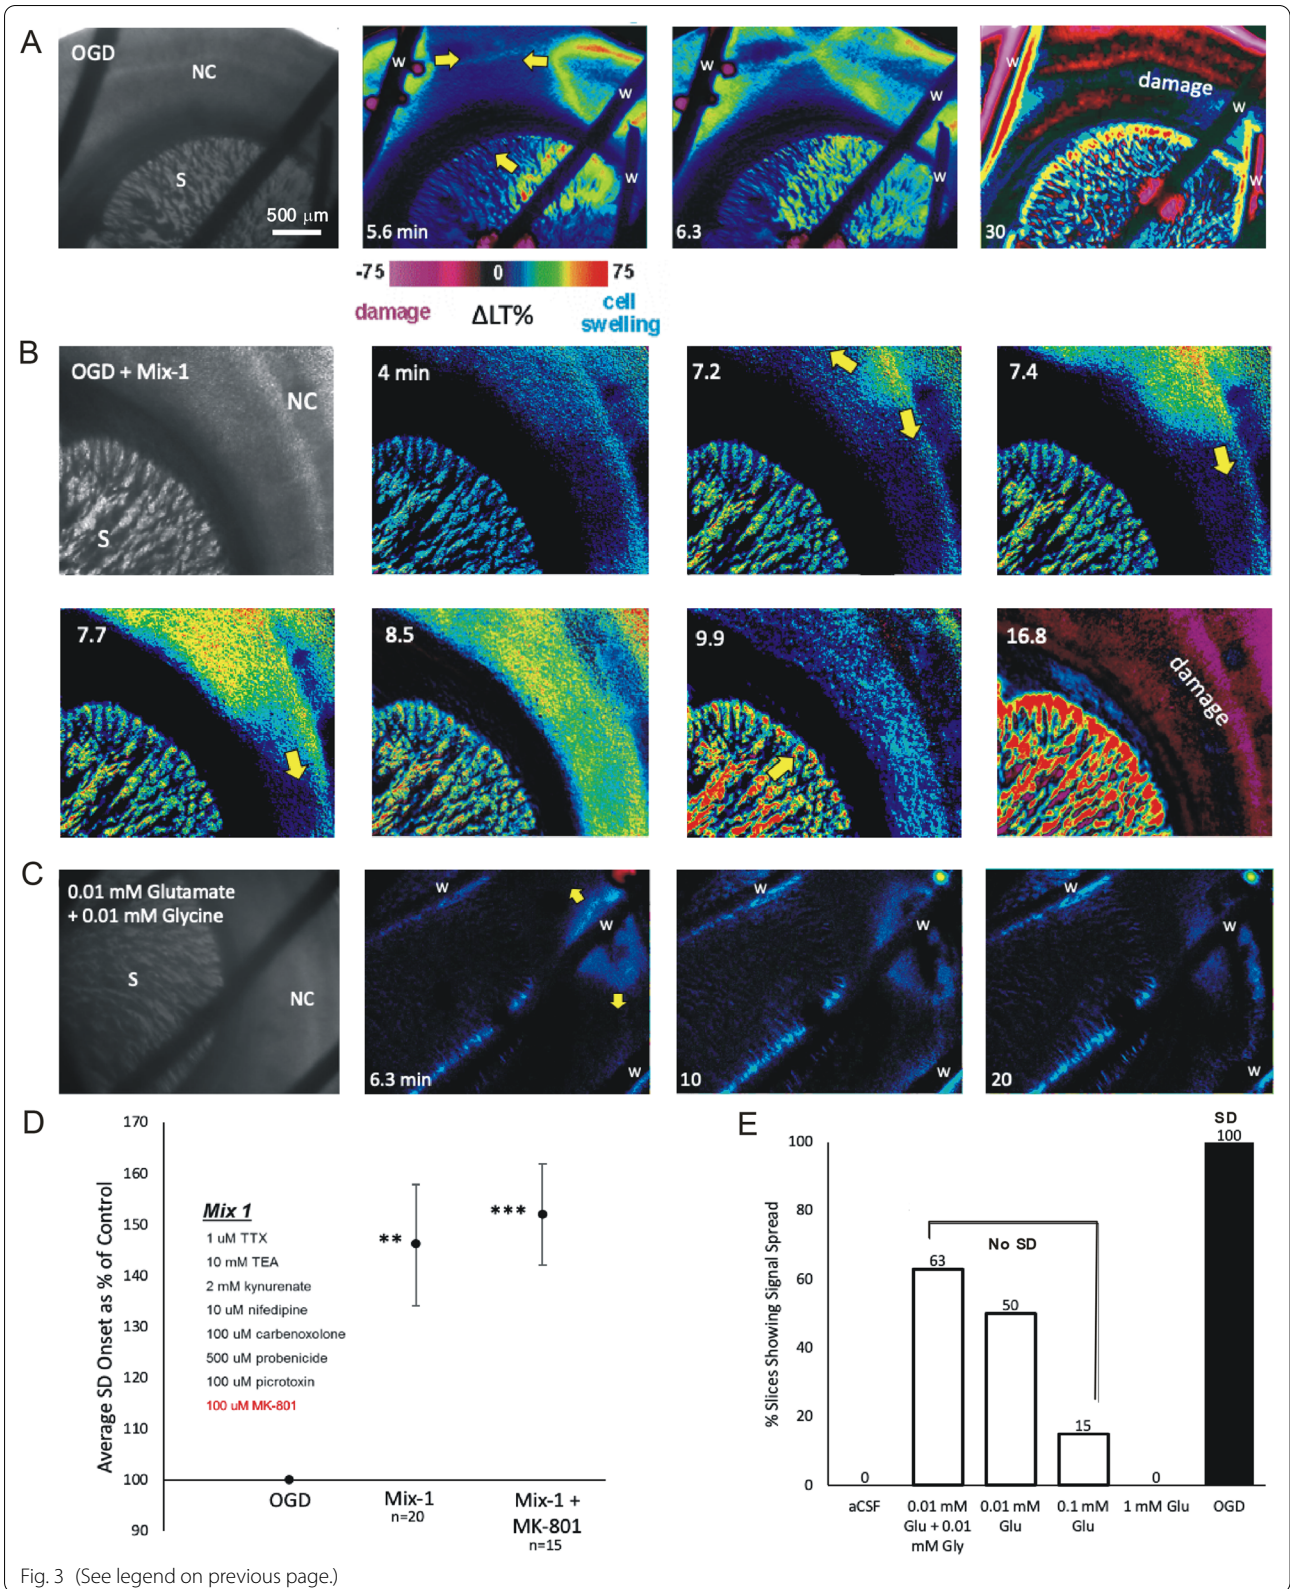 A
OGD
NC
S
500 µm
w
w
w
5.6 min
w
w
w
6.3
w
damage
w
w
30
-75
0
75
damage
ΔLT%
cell
swelling
B
OGD + Mix-1
NC
S
4 min
7.2
7.4
7.7
8.5
9.9
16.8
damage
C
0.01 mM Glutamate
+ 0.01 mM Glycine
S
NC
w
w
w
6.3 min
w
w
w
10
w
w
w
20
D
Average SD Onset as % of Control
170
160
150
140
130
120
110
100
90
Mix 1
1 uM TTX
10 mM TEA
2 mM kynurenate
10 uM nifedipine
100 uM carbenoxolone
500 uM probenicide
100 uM picrotoxin
100 uM MK-801
**
***
OGD
Mix-1
n=20
Mix-1 +
MK-801
n=15
E
% Slices Showing Signal Spread
100
80
60
40
20
0
SD
100
No SD
63
50
15
0
0
aCSF
0.01 mM
Glu + 0.01
mM Gly
0.01 mM
Glu
0.1 mM
Glu
1 mM Glu
OGD
Fig. 3 (See legend on previous page.)